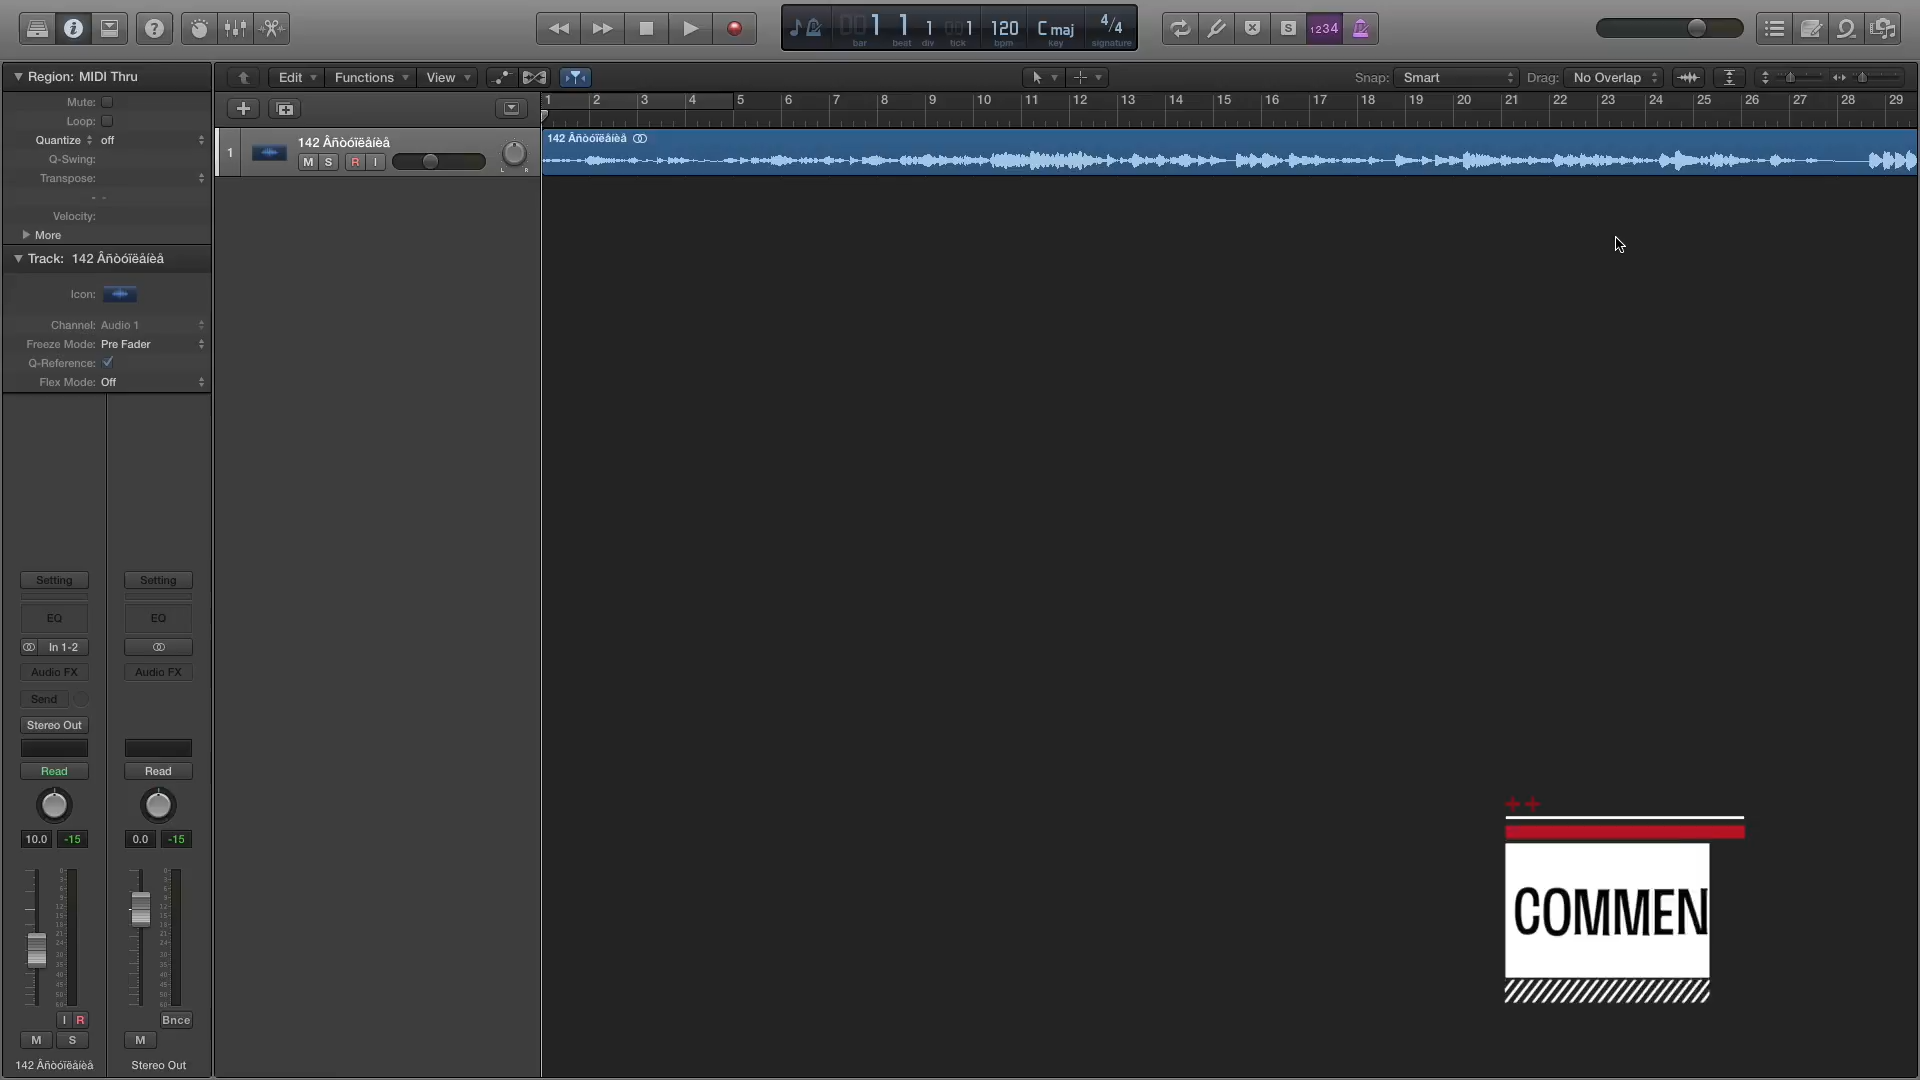 1 1 1 1 120 C maj 4/4
bar beat div tick bpm key signature
S 1234
Region: MIDI Thru
Edit Functions View
Snap: Smart Drag: No Overlap
Mute:
Loop:
Quantize off
Q-Swing:
Transpose:
- -
Velocity:
More
1 2 3 4 5 6 7 8 9 10 11 12 13 14 15 16 17 18 19 20 21 22 23 24 25 26 27 28 29
1 142 Âñòóïëåíèå
M S R I
L R
142 Âñòóïëåíèå
Track: 142 Âñòóïëåíèå
Icon:
Channel: Audio 1
Freeze Mode: Pre Fader
Q-Reference:
Flex Mode: Off
Setting Setting
EQ EQ
In 1-2
Audio FX Audio FX
Send
Stereo Out
Read Read
10.0 -15 0.0 -15
I R Bnce
M S M
142 Âñòóïëåíèå Stereo Out
++
COMMEN